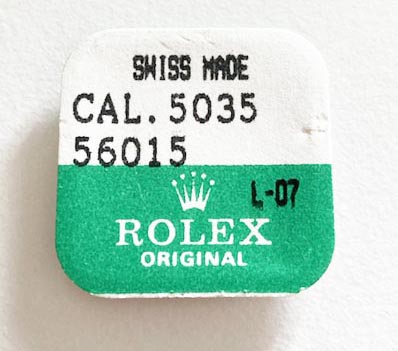 SWISS MADE
CAL. 5035
56015
L-07
ROLEX
ORIGINAL